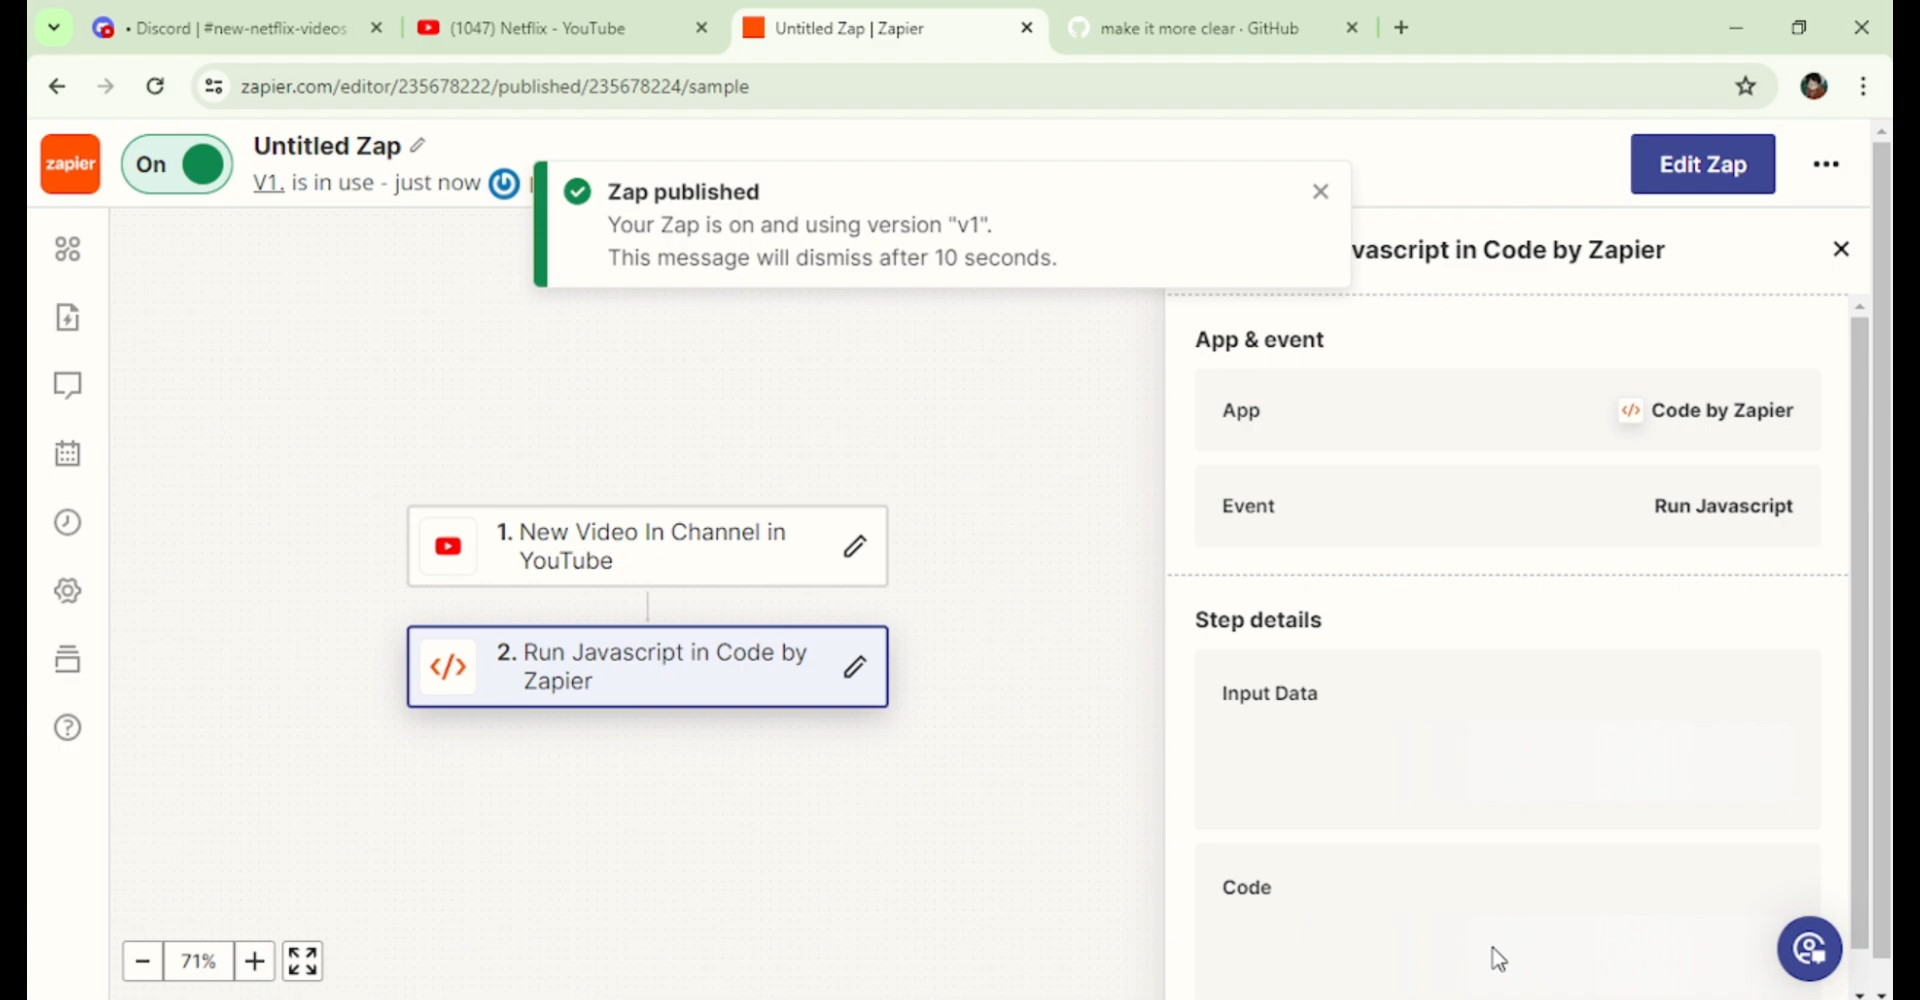 • Discord | #new-netflix-videos
(1047) Netflix - YouTube
Untitled Zap | Zapier
make it more clear · GitHub
zapier.com/editor/235678222/published/235678224/sample
zapier
On
Untitled Zap
V1. is in use - just now
Zap published
Your Zap is on and using version "v1".
This message will dismiss after 10 seconds.
Edit Zap
vascript in Code by Zapier
App & event
App
Code by Zapier
Event
Run Javascript
1. New Video In Channel in
YouTube
2. Run Javascript in Code by
Zapier
Step details
Input Data
Code
71%